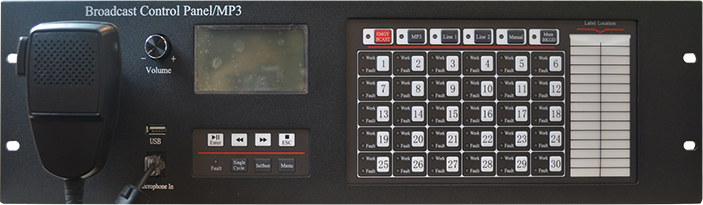 Broadcast Control Panel/MP3
Volume
USB
Microphone In
Enter
ESC
Fault
Single Cycle
Selftest
Menu
EMGY BCAST
MP3
Line 1
Line 2
Manual
Mute BKGD
Label Location
Work Fault 1 Work Fault 2 Work Fault 3 Work Fault 4 Work Fault 5 Work Fault 6
Work Fault 7 Work Fault 8 Work Fault 9 Work Fault 10 Work Fault 11 Work Fault 12
Work Fault 13 Work Fault 14 Work Fault 15 Work Fault 16 Work Fault 17 Work Fault 18
Work Fault 19 Work Fault 20 Work Fault 21 Work Fault 22 Work Fault 23 Work Fault 24
Work Fault 25 Work Fault 26 Work Fault 27 Work Fault 28 Work Fault 29 Work Fault 30